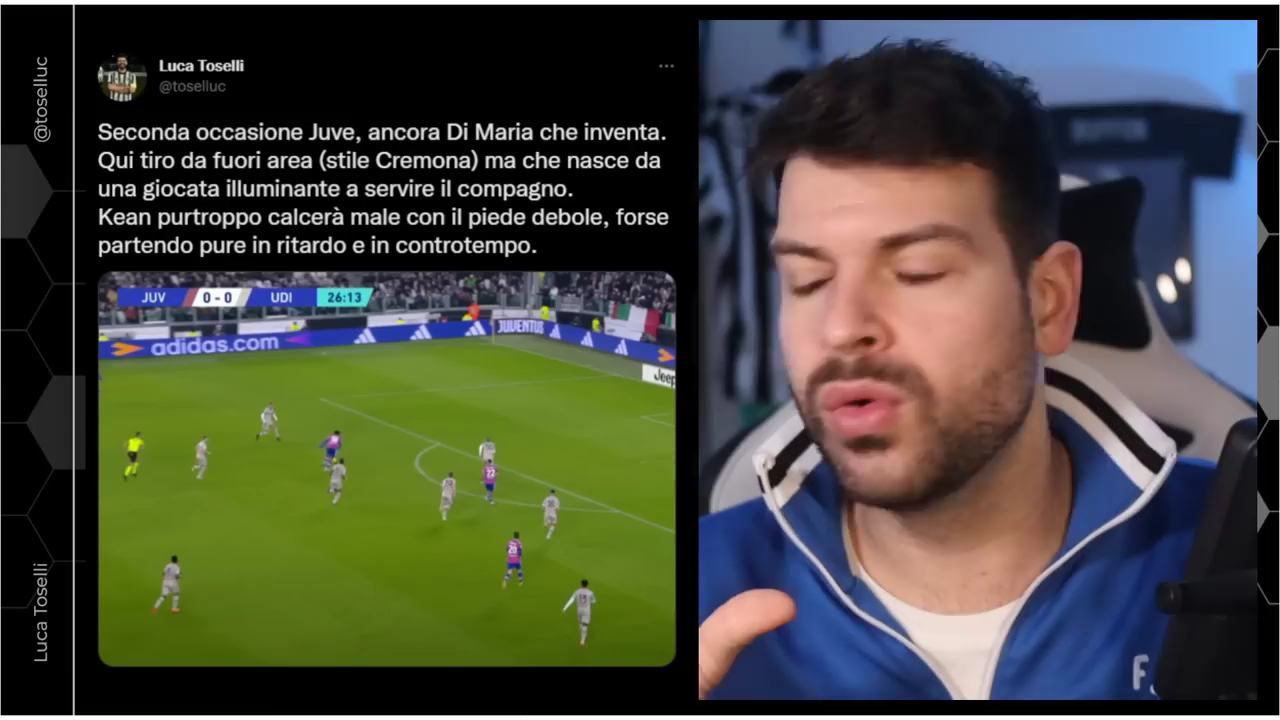 @toselluc
Luca Toselli
Luca Toselli
@toselluc
Seconda occasione Juve, ancora Di Maria che inventa.
Qui tiro da fuori area (stile Cremona) ma che nasce da
una giocata illuminante a servire il compagno.
Kean purtroppo calcerà male con il piede debole, forse
partendo pure in ritardo e in controtempo.
JUV 0 - 0 UDI 26:13
adidas.com
JUVENTUS
Jeep
22
20
F.